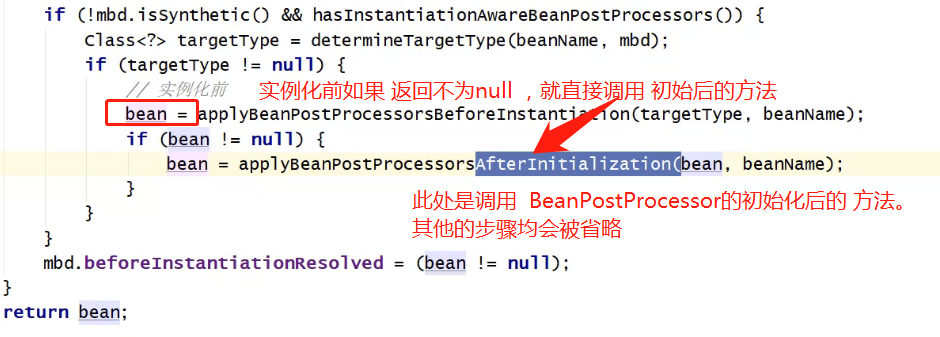 if (!mbd.isSynthetic() && hasInstantiationAwareBeanPostProcessors()) {
Class<?> targetType = determineTargetType(beanName, mbd);
if (targetType != null) {
// 实例化前 实例化前如果 返回不为null ，就直接调用 初始后的方法
bean = applyBeanPostProcessorsBeforeInstantiation(targetType, beanName);
if (bean != null) {
bean = applyBeanPostProcessorsAfterInitialization(bean, beanName);
}
此处是调用 BeanPostProcessor的初始化后的 方法。
}
其他的步骤均会被省略
}
mbd.beforeInstantiationResolved = (bean != null);
}
return bean;